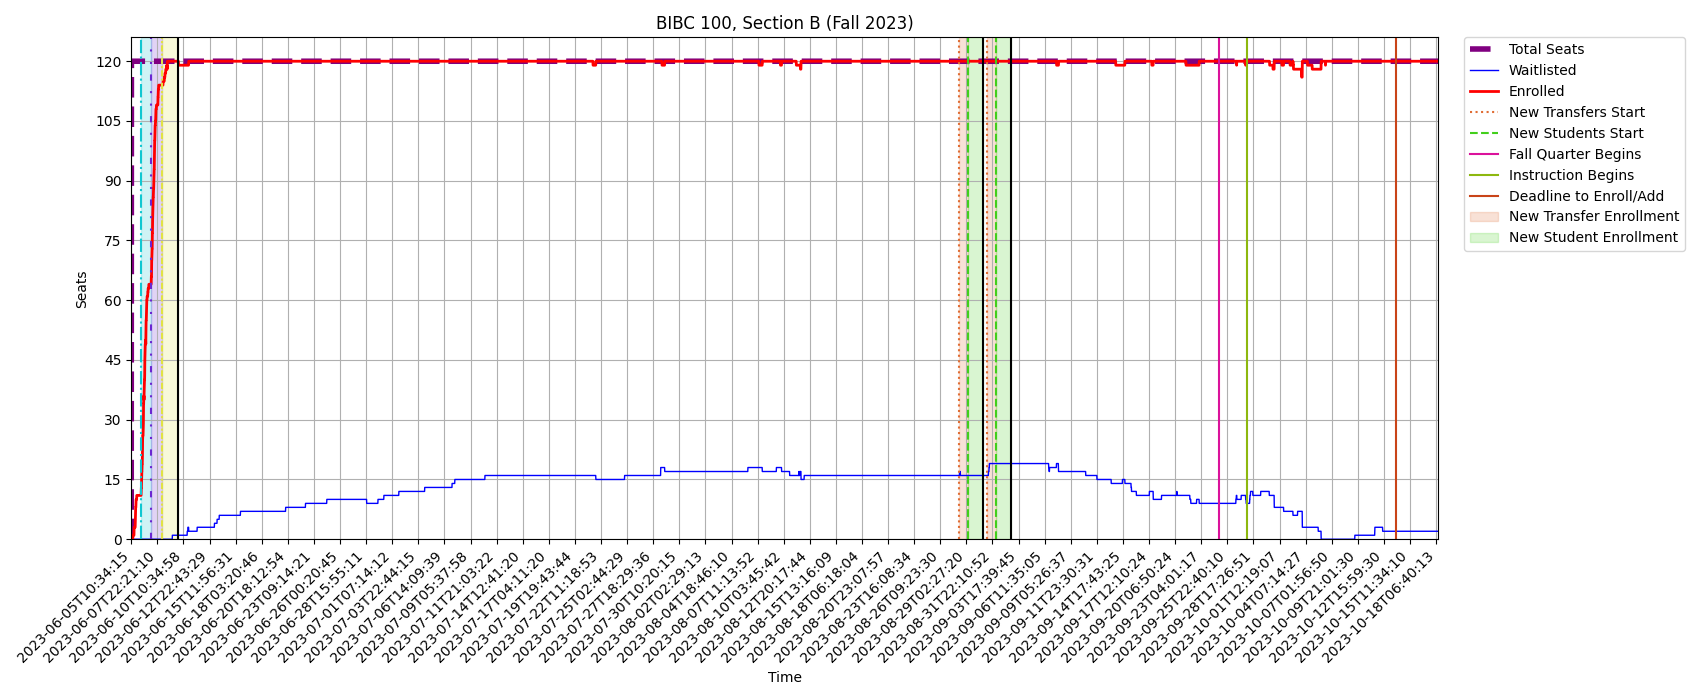 BIBC 100, Section B (Fall 2023)
Total Seats
Waitlisted
Enrolled
New Transfers Start
New Students Start
Fall Quarter Begins
Instruction Begins
Deadline to Enroll/Add
New Transfer Enrollment
New Student Enrollment
Seats
120
105
90
75
60
45
30
15
0
2023-06-05T10:34:15
2023-06-07T22:21:10
2023-06-10T10:34:58
2023-06-12T22:43:29
2023-06-15T11:56:31
2023-06-18T03:20:46
2023-06-20T18:12:54
2023-06-23T09:14:21
2023-06-26T00:20:45
2023-06-28T15:55:11
2023-07-01T07:14:12
2023-07-03T22:44:15
2023-07-06T14:09:39
2023-07-09T05:37:58
2023-07-11T21:03:22
2023-07-14T12:41:20
2023-07-17T04:11:20
2023-07-19T19:43:44
2023-07-22T11:18:53
2023-07-25T02:44:29
2023-07-27T18:29:36
2023-07-30T10:20:15
2023-08-02T02:29:13
2023-08-04T18:46:10
2023-08-07T11:13:52
2023-08-10T03:45:42
2023-08-12T20:17:44
2023-08-15T13:16:09
2023-08-18T06:18:04
2023-08-20T23:07:57
2023-08-23T16:08:34
2023-08-26T09:23:30
2023-08-29T02:27:20
2023-08-31T22:10:52
2023-09-03T17:39:45
2023-09-06T11:35:05
2023-09-09T05:26:37
2023-09-11T23:30:31
2023-09-14T17:43:25
2023-09-17T12:10:24
2023-09-20T06:50:24
2023-09-23T04:01:17
2023-09-25T22:40:10
2023-09-28T17:26:51
2023-10-01T12:19:07
2023-10-04T07:14:27
2023-10-07T01:56:50
2023-10-09T21:01:30
2023-10-12T15:59:30
2023-10-15T11:34:10
2023-10-18T06:40:13
Time